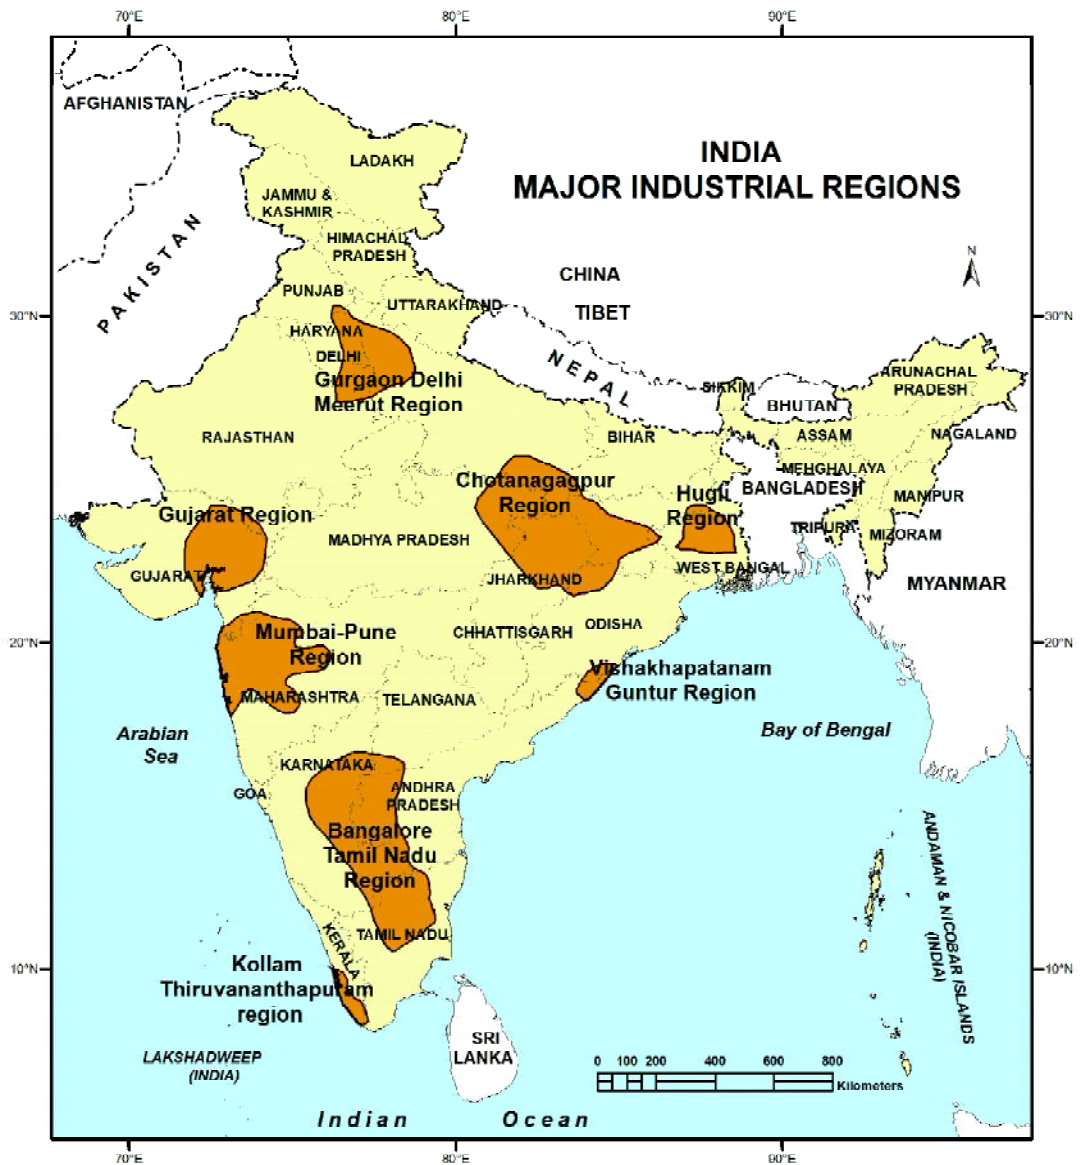 70°E
80°E
90°E
AFGHANISTAN
INDIA
MAJOR INDUSTRIAL REGIONS
LADAKH
JAMMU &
KASHMIR
HIMACHAL
PRADESH
PAKISTAN
N
CHINA
TIBET
PUNJAB
UTTARAKHAND
30°N
30°N
HARYANA
DELHI
Gurgaon Delhi
Meerut Region
NEPAL
SIKKIM
BHUTAN
ARUNACHAL
PRADESH
RAJASTHAN
BIHAR
ASSAM
NAGALAND
MEHGHALAYA
BANGLADESH
MANIPUR
Chotanagagpur
Region
Hugli
Region
Gujarat Region
TRIPURA
MIZORAM
MADHYA PRADESH
GUJARAT
JHARKHAND
WEST BANGAL
MYANMAR
20°N
20°N
Mumbai-Pune
Region
CHHATTISGARH
ODISHA
Vishakhapatanam
Guntur Region
MAHARASHTRA
TELANGANA
Arabian
Sea
Bay of Bengal
KARNATAKA
GOA
ANDHRA
PRADESH
Bangalore
Tamil Nadu
Region
ANDAMAN & NICOBAR ISLANDS
(INDIA)
TAMIL NADU
KERALA
10°N
10°N
Kollam
Thiruvananthapuram
region
SRI
LANKA
LAKSHADWEEP
(INDIA)
0 100 200 400 600 800
Kilometers
Indian Ocean
70°E
80°E
90°E